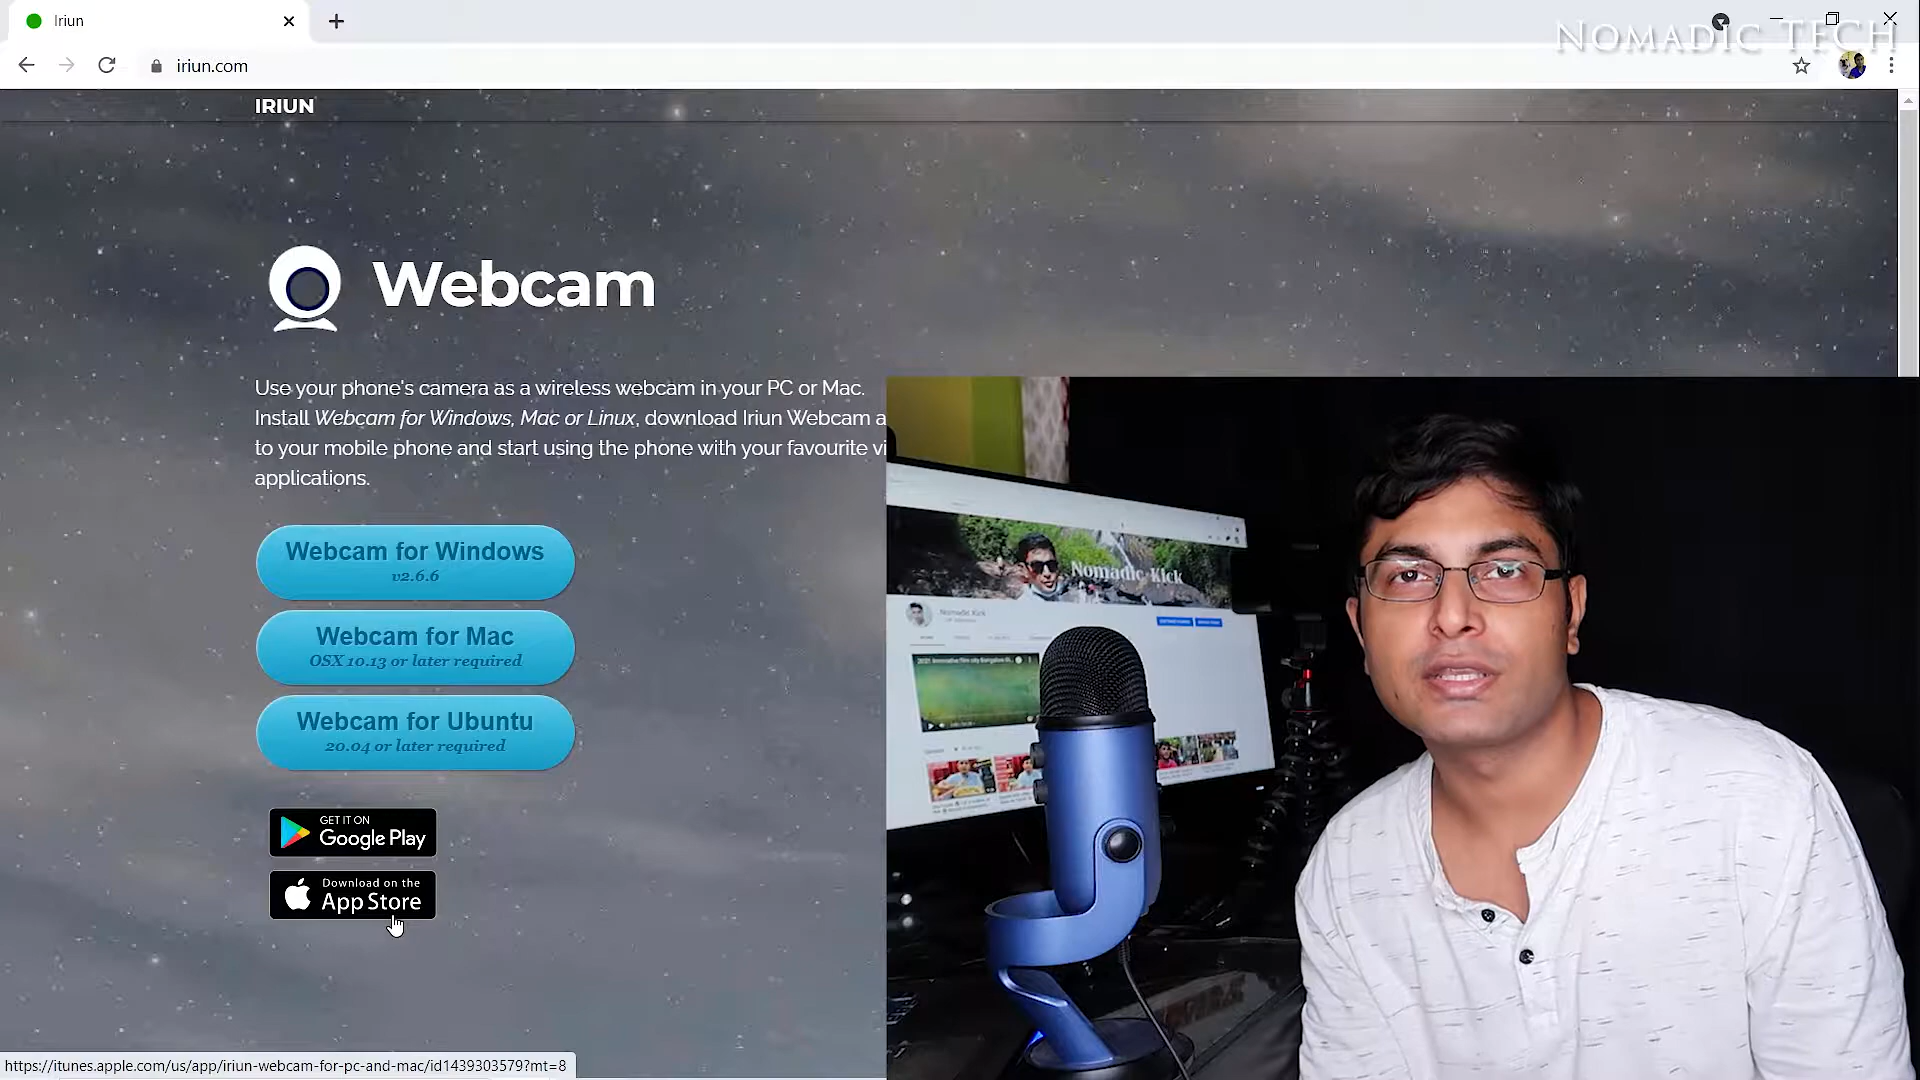 Iriun
NOMADIC TECH
iriun.com
IRIUN
Webcam
Use your phone's camera as a wireless webcam in your PC or Mac.
Install Webcam for Windows, Mac or Linux, download Iriun Webcam a
to your mobile phone and start using the phone with your favourite vi
applications.
Webcam for Windows
v2.6.6
Webcam for Mac
OSX 10.13 or later required
Webcam for Ubuntu
20.04 or later required
GET IT ON
Google Play
Download on the
App Store
Nomadic Kick
Nomadic Kick
https://itunes.apple.com/us/app/iriun-webcam-for-pc-and-mac/id1439303579?mt=8